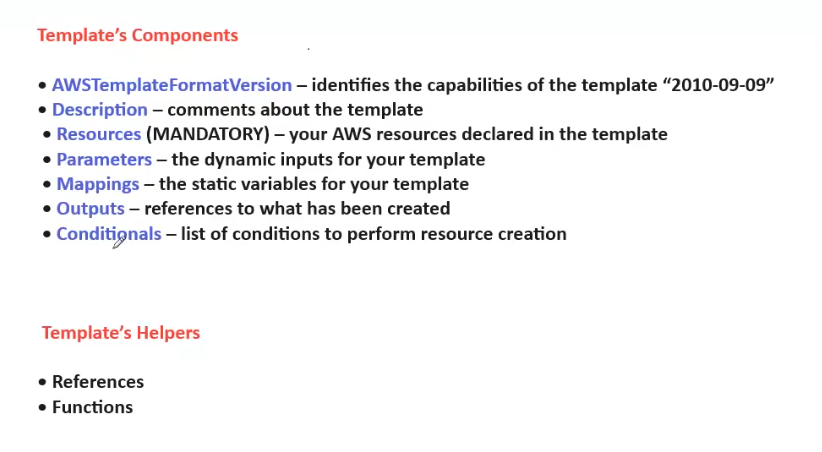 Template's Components
• AWSTemplateFormatVersion – identifies the capabilities of the template “2010-09-09”
• Description – comments about the template
• Resources (MANDATORY) – your AWS resources declared in the template
• Parameters – the dynamic inputs for your template
• Mappings – the static variables for your template
• Outputs – references to what has been created
• Conditionals – list of conditions to perform resource creation
Template's Helpers
• References
• Functions